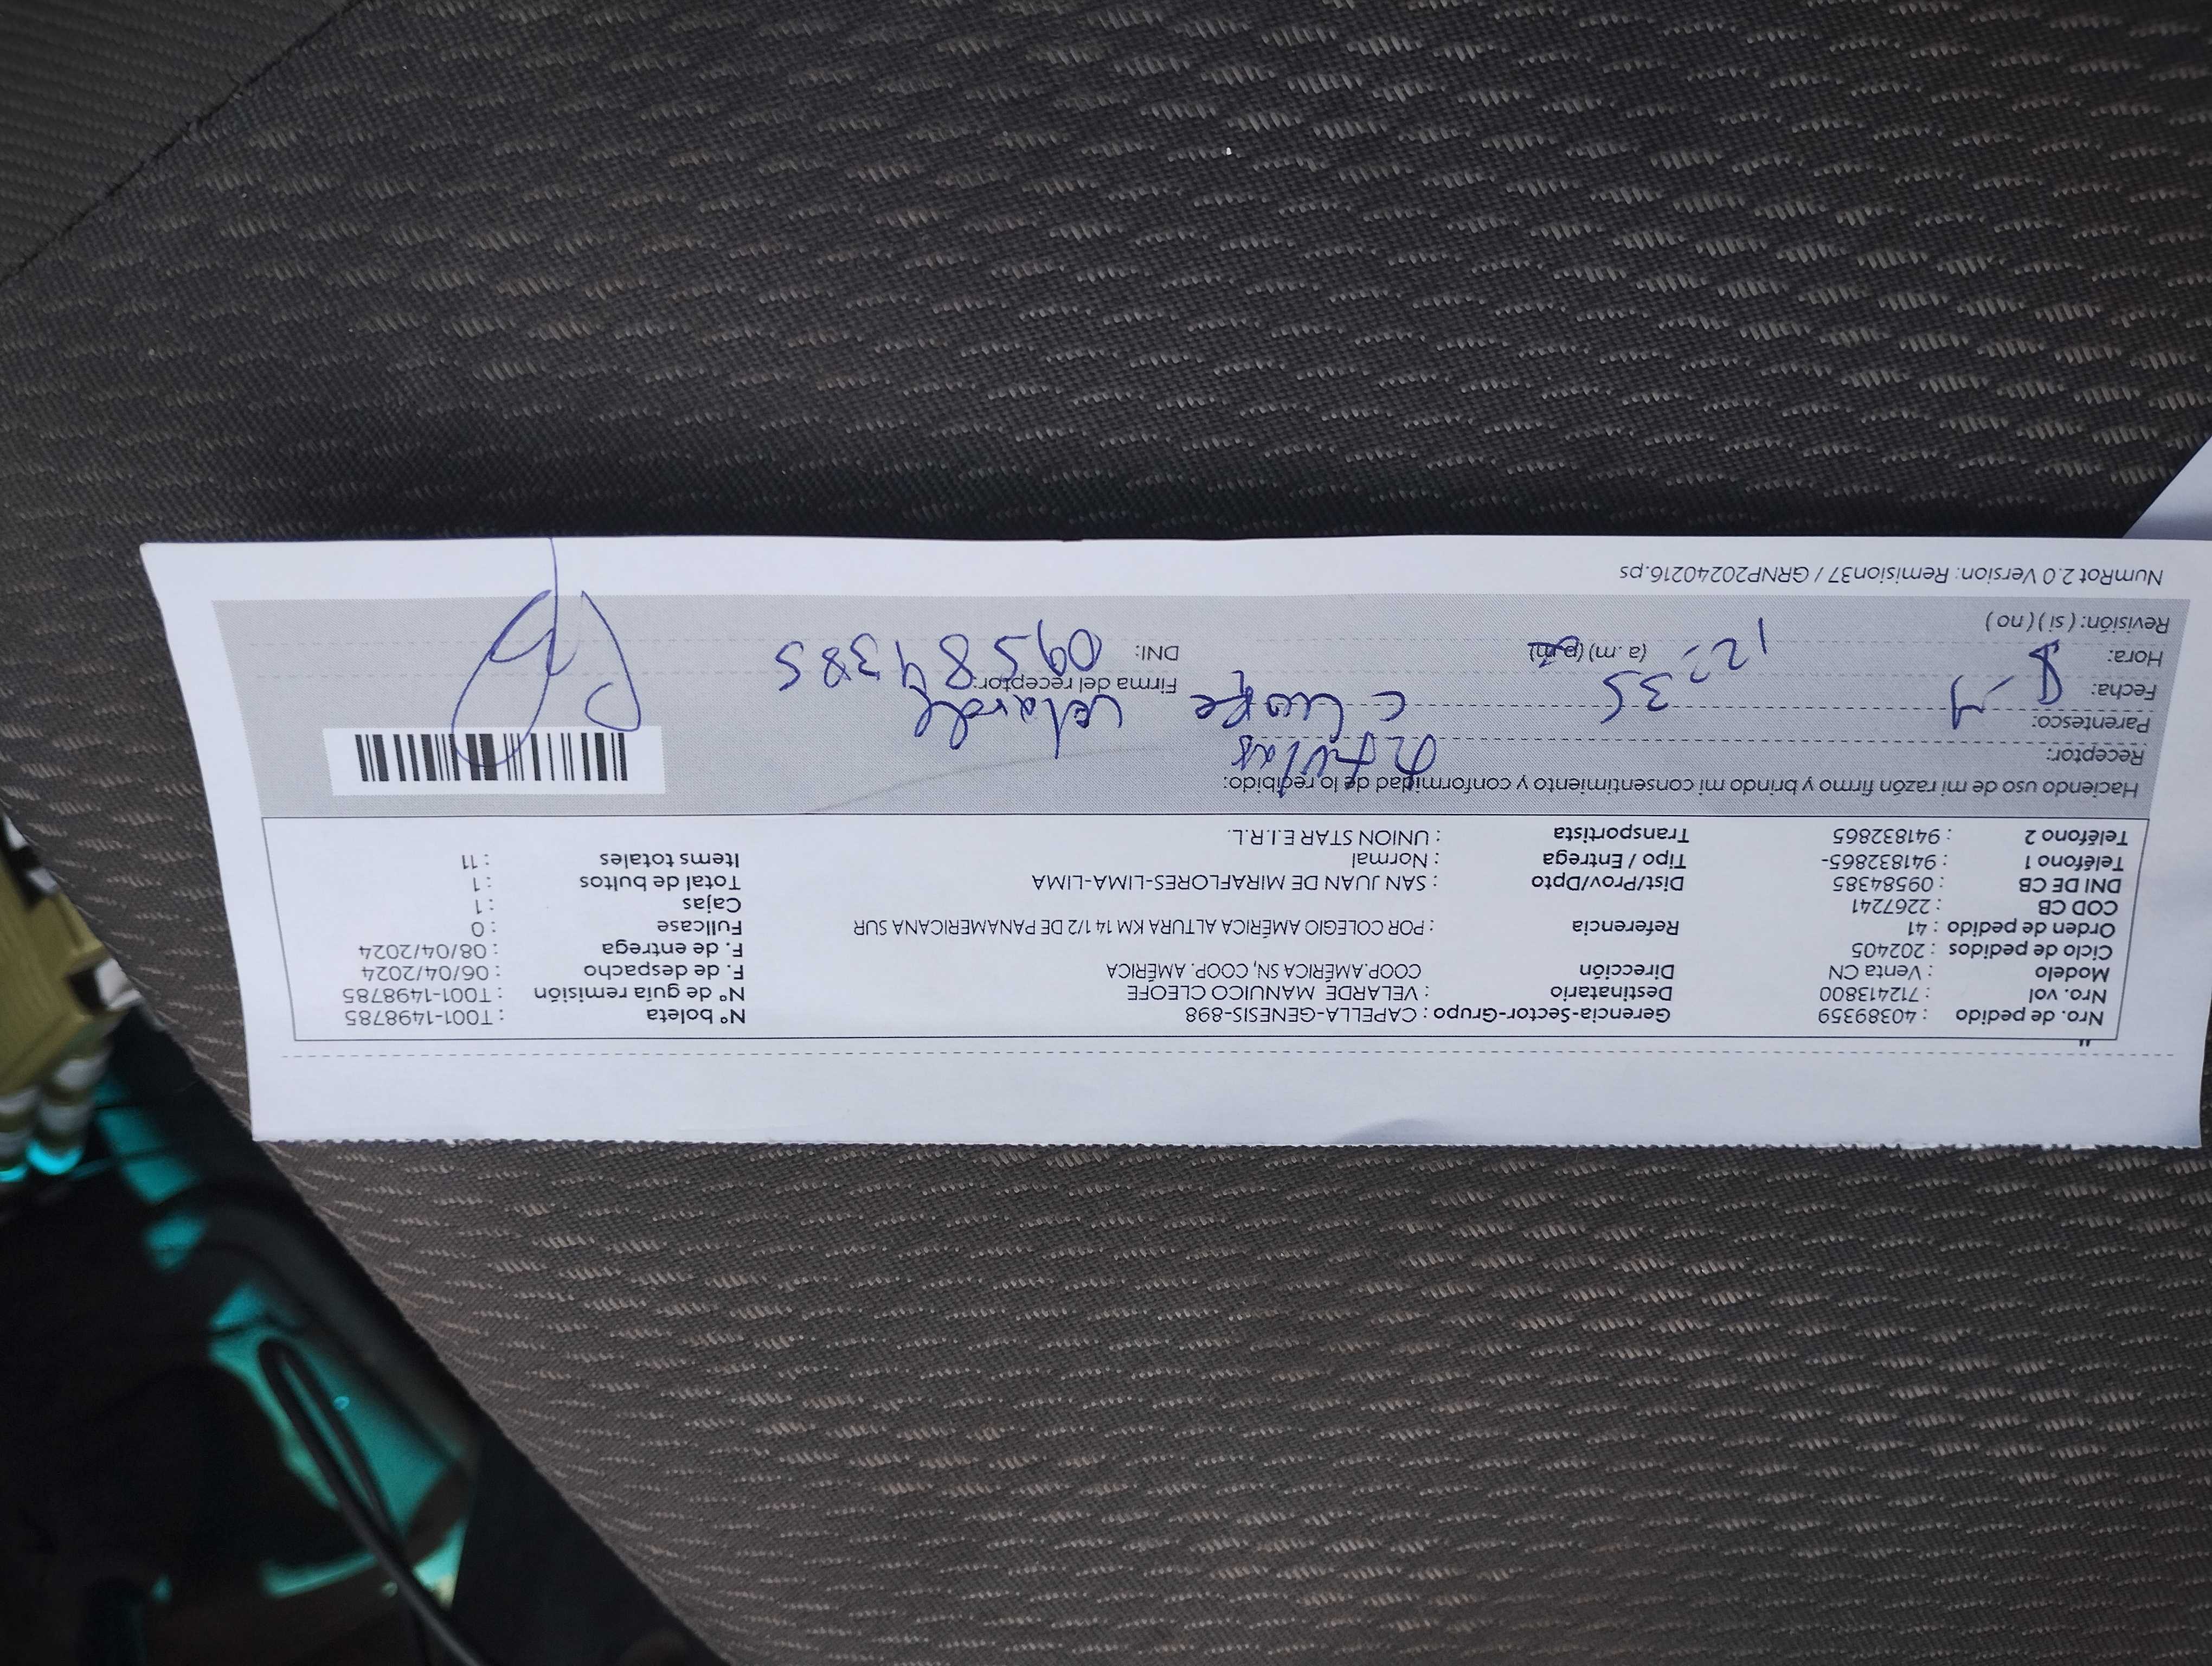 Nro. de pedido : 40389359 Gerencia-Sector-Grupo : CAPELLA-GENESIS-898 Nº boleta : T001-1498785
Nro. vol : 712413800 Destinatario : VELARDE MANUICO CLEOFE Nº de guía remisión : T001-1498785
Modelo : Venta CN Dirección COOP.AMÉRICA SN, COOP. AMÉRICA F. de despacho : 06/04/2024
Ciclo de pedidos : 202405 F. de entrega : 08/04/2024
Orden de pedido : 41 Referencia : POR COLEGIO AMÉRICA ALTURA KM 14 1/2 DE PANAMERICANA SUR Fullcase : 0
COD CB : 2267241 Cajas : 1
DNI DE CB : 09584385 Dist/Prov/Dpto : SAN JUAN DE MIRAFLORES-LIMA-LIMA Total de bultos : 1
Teléfono 1 : 941832865- Tipo / Entrega : Normal Items totales : 11
Teléfono 2 : 941832865 Transportista : UNION STAR E.I.R.L.
Haciendo uso de mi razón firmo y brindo mi consentimiento y conformidad de lo recibido:
Receptor:
Parentesco: Titular
Fecha: 8-4 Firma del receptor: Cleofe Velarde
Hora: 12:35 (a.m) (p.m) DNI: 09584385
Revisión: ( si ) ( no )
NumRot 2.0 Version: Remision37 / GRNP20240216.ps